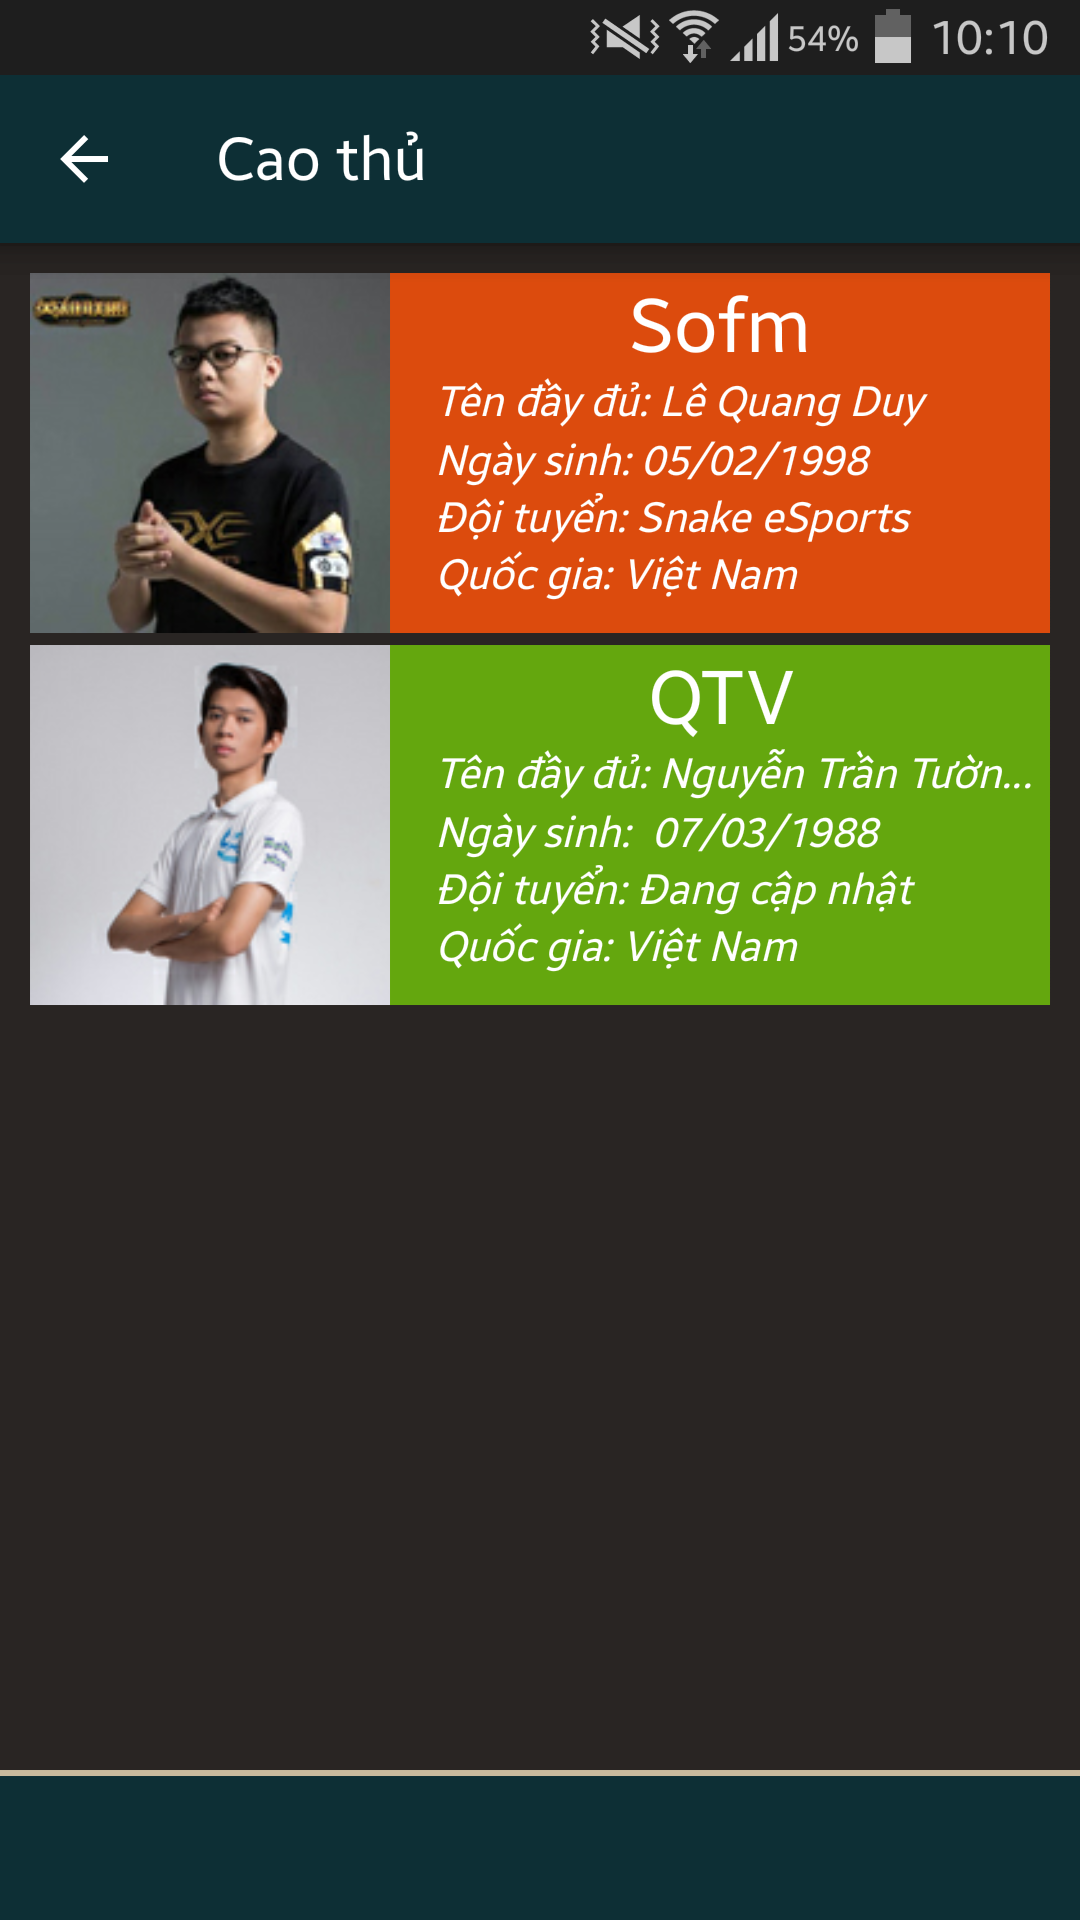 54% 10:10
Cao thủ
Sofm
Tên đầy đủ: Lê Quang Duy
Ngày sinh: 05/02/1998
Đội tuyển: Snake eSports
Quốc gia: Việt Nam
QTV
Tên đầy đủ: Nguyễn Trần Tườn...
Ngày sinh:  07/03/1988
Đội tuyển: Đang cập nhật
Quốc gia: Việt Nam